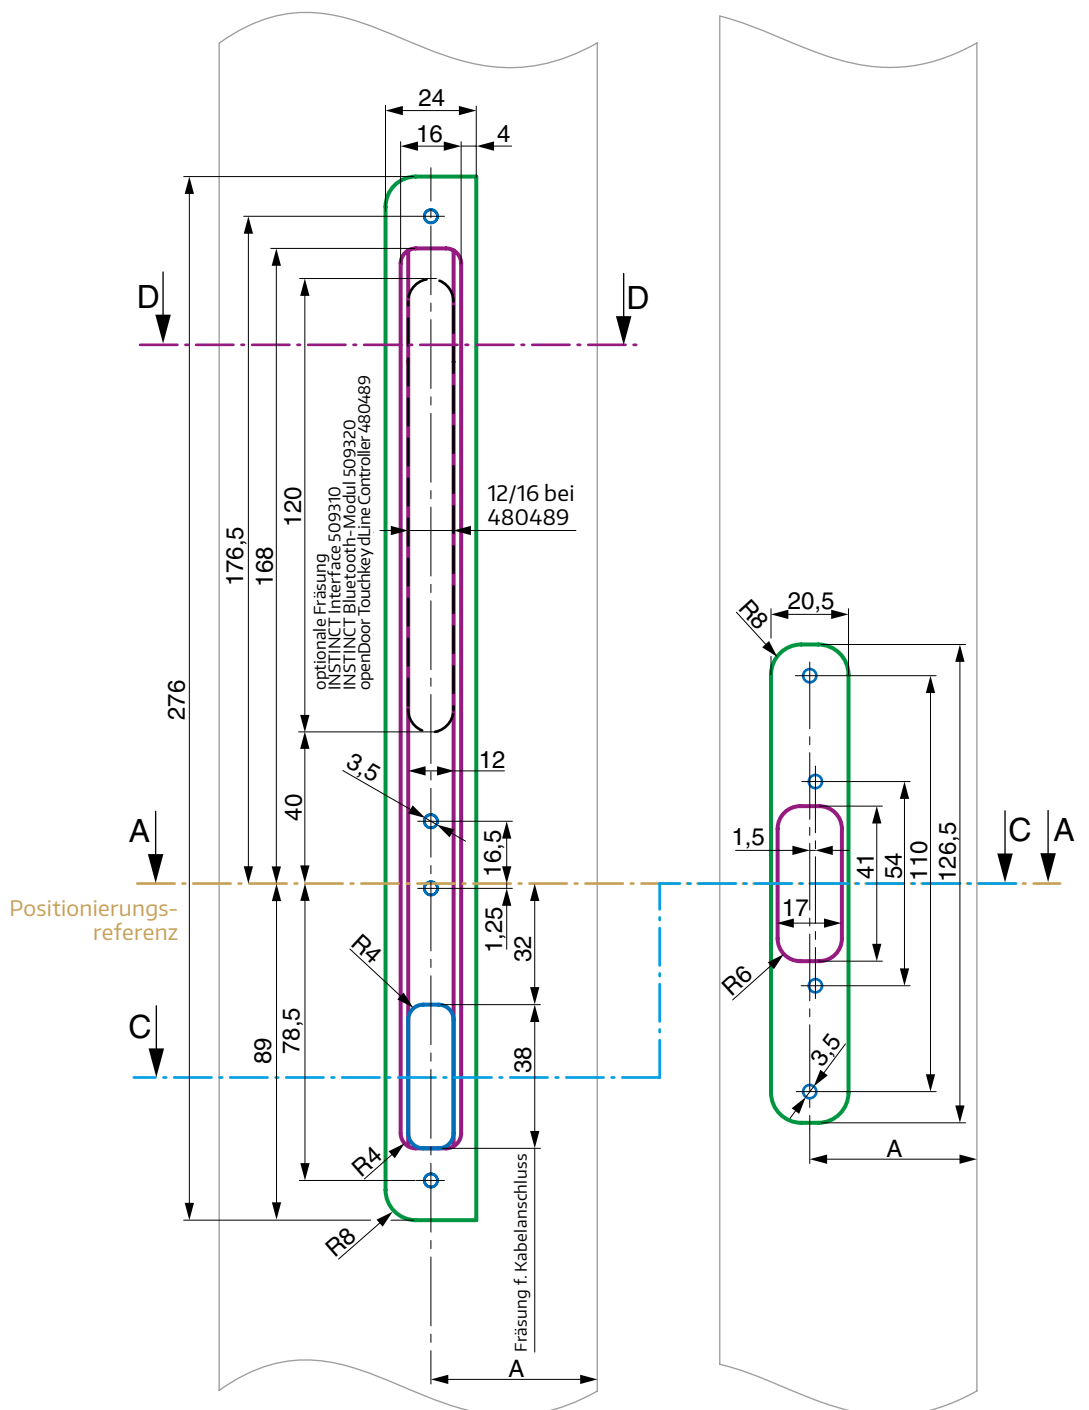 24
16
4
D
D
176,5
168
120
optionale Fräsung
INSTINCT Interface 509310
INSTINCT Bluetooth-Modul 509320
openDoor Touchkey dLine Controller 480489
12/16 bei
480489
276
40
3,5
12
16,5
A
Positionierungs-
referenz
1,25
32
R4
C
78,5
89
38
R4
R8
Fräsung f. Kabelanschluss
A
R8
20,5
1,5
41
54
110
126,5
C
A
17
R6
3,5
A